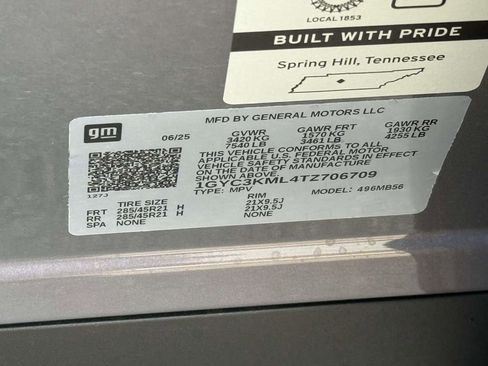 LOCAL 1853
BUILT WITH PRIDE
Spring Hill, Tennessee
gm
MFD BY GENERAL MOTORS LLC
06/25 GVWR GAWR FRT GAWR RR
3420 KG 1570 KG 1930 KG
7540 LB 3461 LB 4255 LB
THIS VEHICLE CONFORMS TO ALL
APPLICABLE U.S. FEDERAL MOTOR
VEHICLE SAFETY STANDARDS IN
EFFECT ON THE DATE OF
MANUFACTURE SHOWN ABOVE.
1GYC3KML4TZ706709
TYPE: MPV MODEL: 496MB56
127J
TIRE SIZE RIM
FRT 285/45R21 H 21X9.5J
RR 285/45R21 H 21X9.5J
SPA NONE NONE